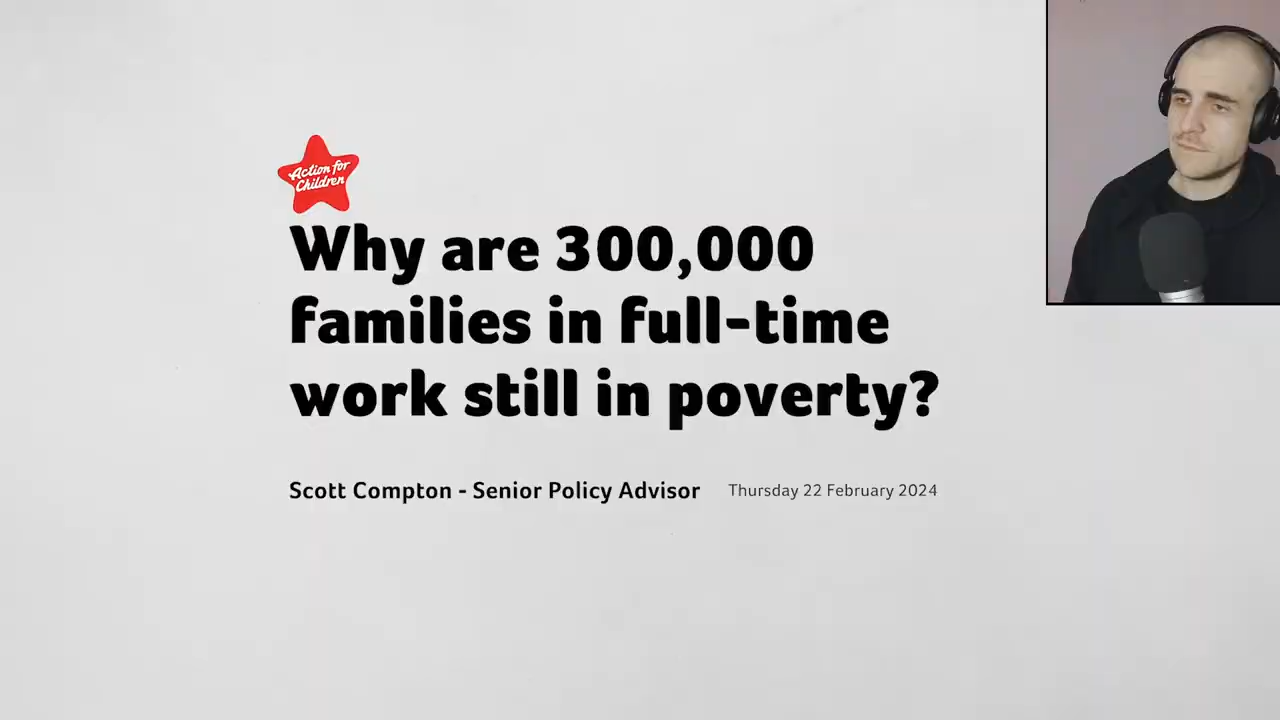 Action for
Children
Why are 300,000
families in full-time
work still in poverty?
Scott Compton - Senior Policy Advisor Thursday 22 February 2024